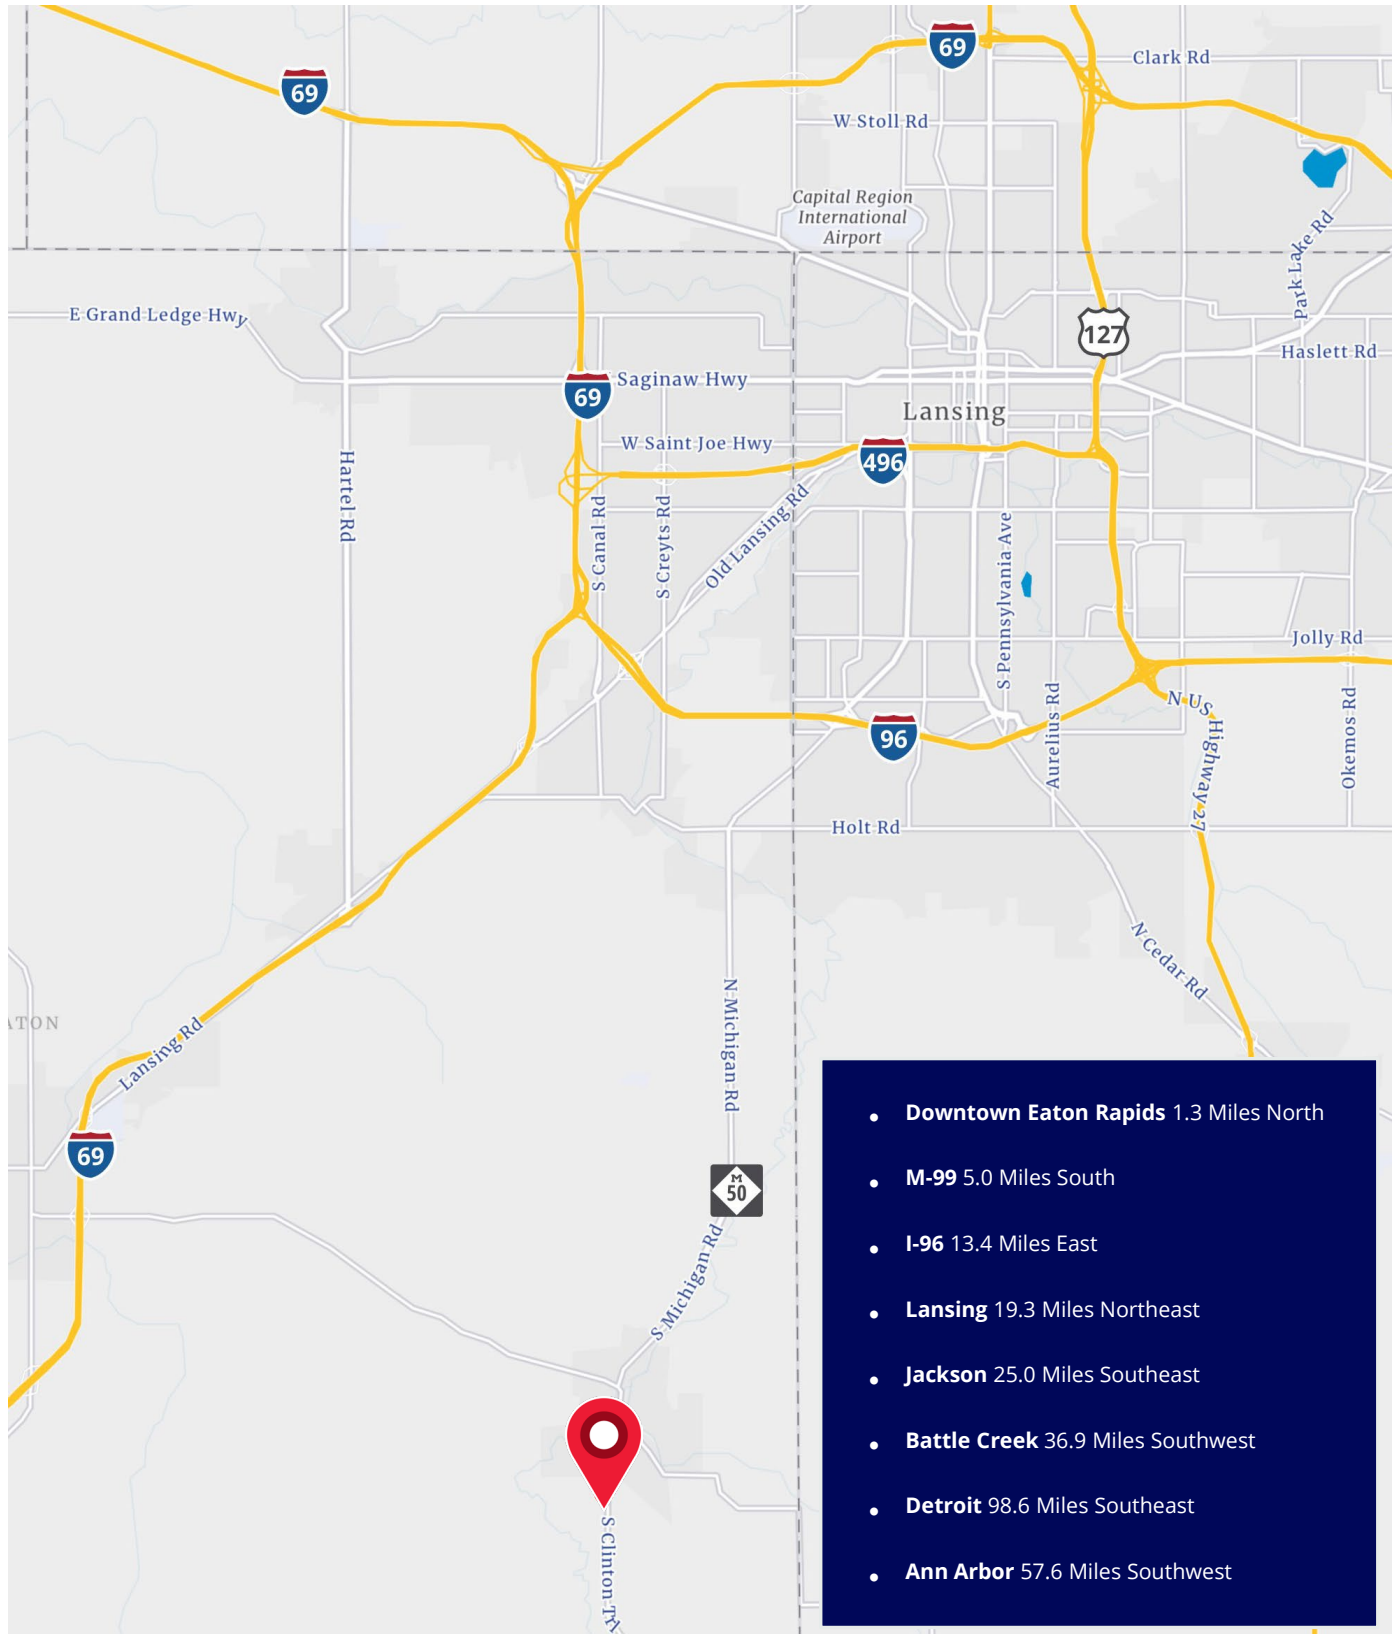 69
Clark Rd
69
W Stoll Rd
Capital Region
International
Airport
Park Lake Rd
E Grand Ledge Hwy
127
Haslett Rd
69
Saginaw Hwy
Lansing
W Saint Joe Hwy
496
Hartel Rd
S Canal Rd
S Creyts Rd
Old Lansing Rd
S Pennsylvania Ave
Jolly Rd
Aurelius Rd
N US Highway 27
Okemos Rd
96
Holt Rd
N Cedar Rd
N Michigan Rd
ATON
Lansing Rd
69
M
50
S Michigan Rd
S Clinton Trl
• Downtown Eaton Rapids 1.3 Miles North
• M-99 5.0 Miles South
• I-96 13.4 Miles East
• Lansing 19.3 Miles Northeast
• Jackson 25.0 Miles Southeast
• Battle Creek 36.9 Miles Southwest
• Detroit 98.6 Miles Southeast
• Ann Arbor 57.6 Miles Southwest